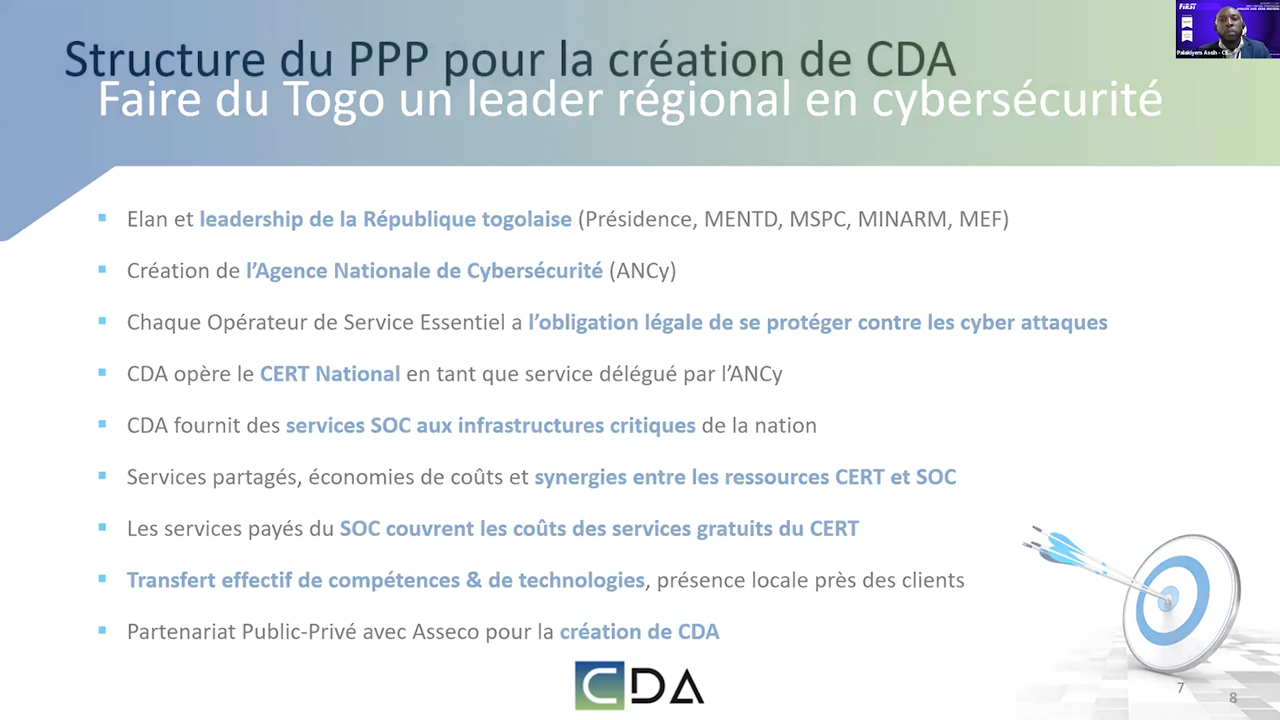 Structure du PPP pour la création de CDA
Faire du Togo un leader régional en cybersécurité
FIRST
Palakiyem Assih - CE
Elan et leadership de la République togolaise (Présidence, MENTD, MSPC, MINARM, MEF)
Création de l’Agence Nationale de Cybersécurité (ANCy)
Chaque Opérateur de Service Essentiel a l’obligation légale de se protéger contre les cyber attaques
CDA opère le CERT National en tant que service délégué par l’ANCy
CDA fournit des services SOC aux infrastructures critiques de la nation
Services partagés, économies de coûts et synergies entre les ressources CERT et SOC
Les services payés du SOC couvrent les coûts des services gratuits du CERT
Transfert effectif de compétences & de technologies, présence locale près des clients
Partenariat Public-Privé avec Asseco pour la création de CDA
CDA
7
8